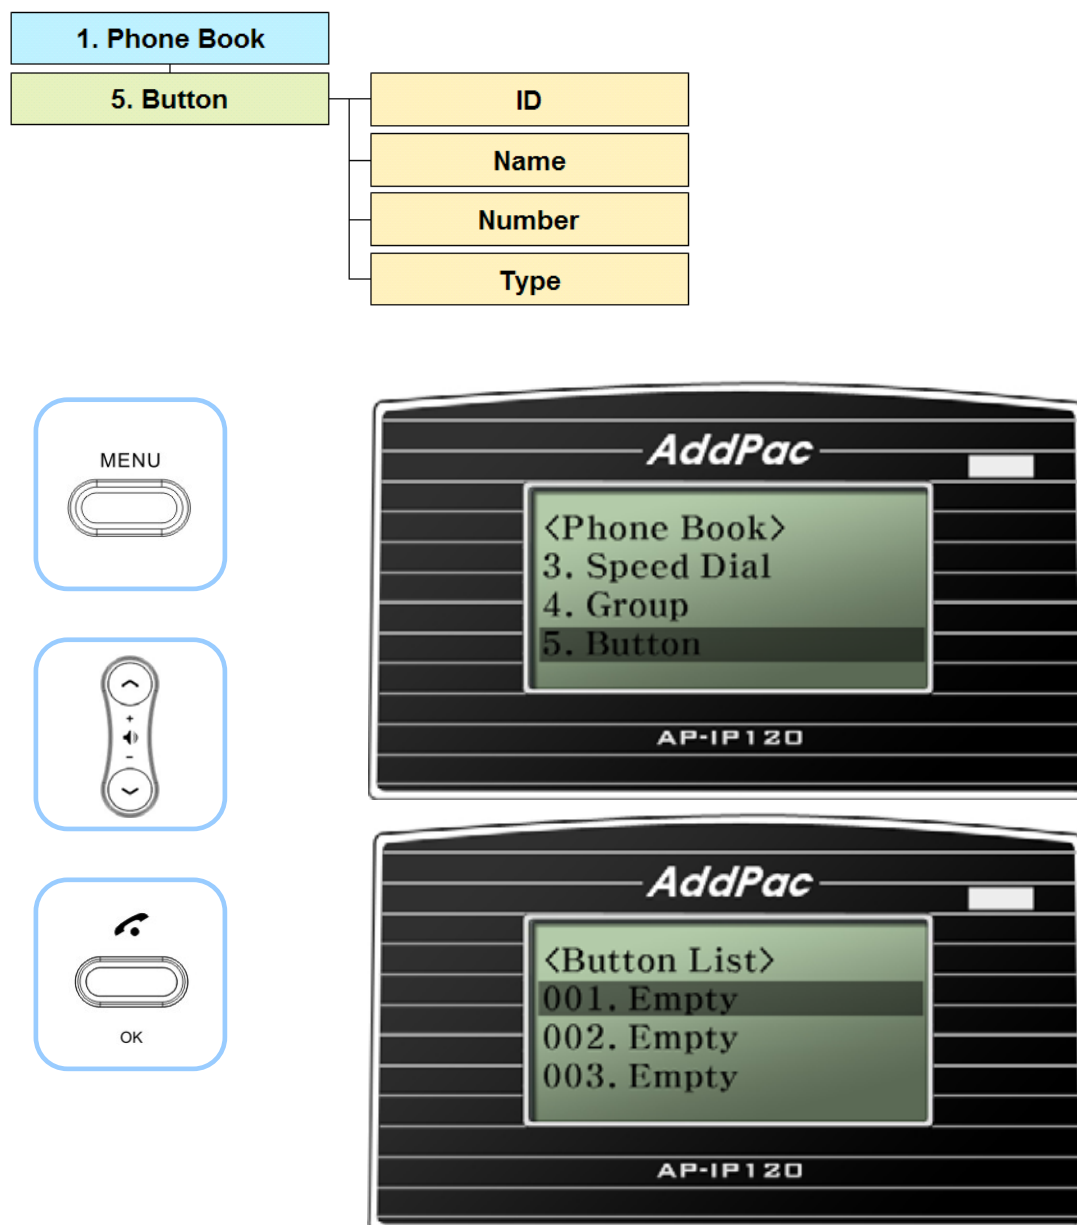 1. Phone Book
5. Button
ID
Name
Number
Type
MENU
+
-
OK
AddPac
<Phone Book>
3. Speed Dial
4. Group
5. Button
AP-IP120
AddPac
<Button List>
001. Empty
002. Empty
003. Empty
AP-IP120